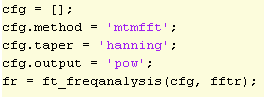 cfg = [];
cfg.method = 'mtmfft';
cfg.taper = 'hanning';
cfg.output = 'pow';
fr = ft_freqanalysis(cfg, fftr);